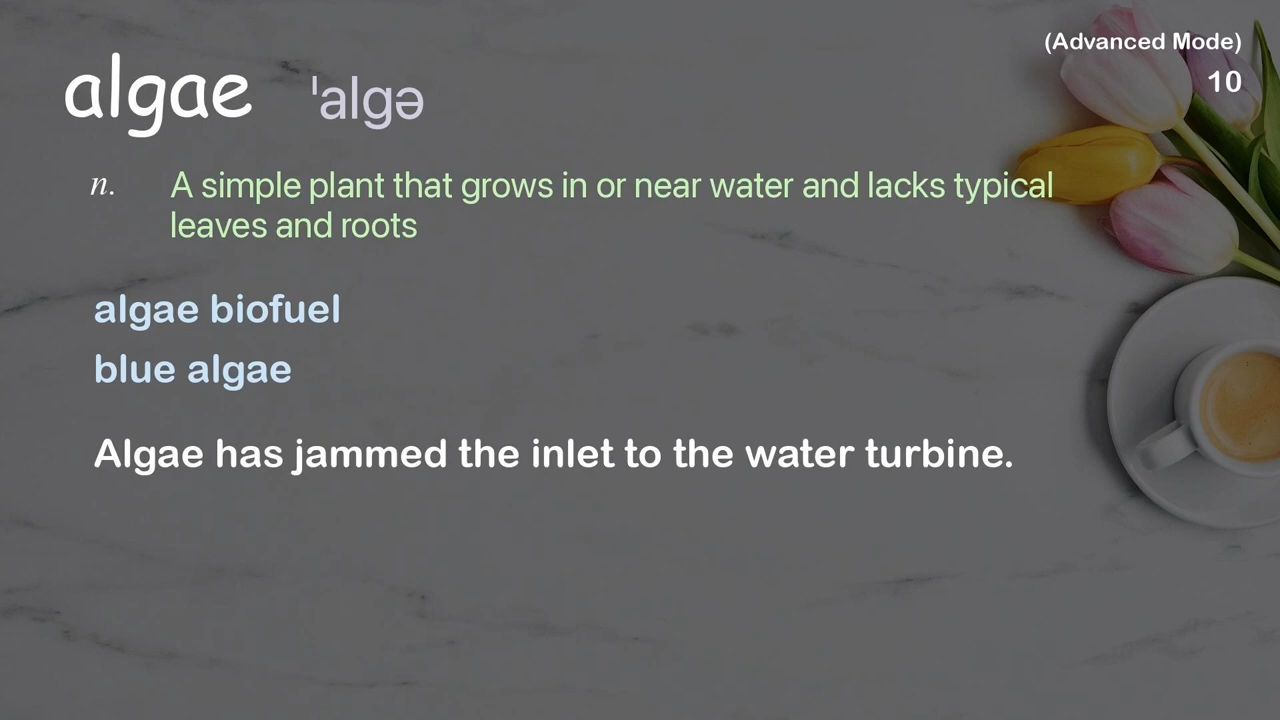 (Advanced Mode)
10
algae ˈalgə
n. A simple plant that grows in or near water and lacks typical
leaves and roots
algae biofuel
blue algae
Algae has jammed the inlet to the water turbine.